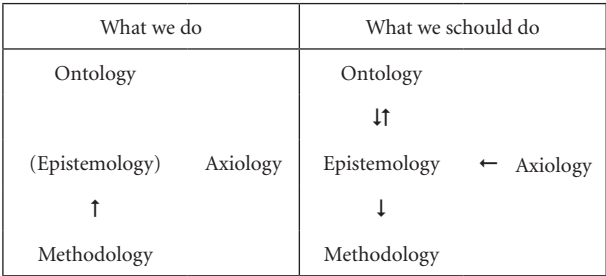 What we do What we schould do
Ontology Ontology
↓↑
(Epistemology) Axiology Epistemology ← Axiology
↑ ↓
Methodology Methodology